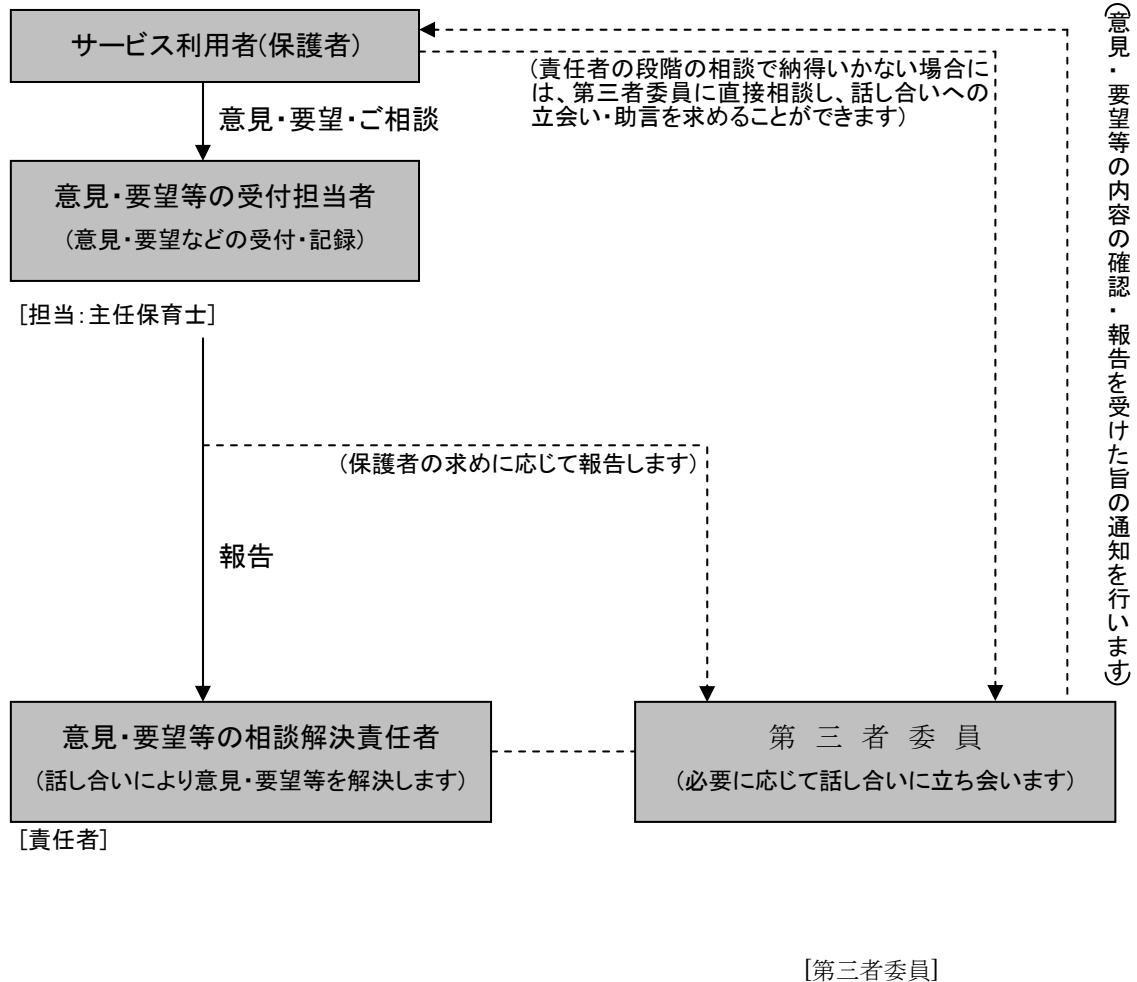 サービス利用者(保護者)
(責任者の段階の相談で納得いかない場合に
は、第三者委員に直接相談し、話し合いへの
立会い・助言を求めることができます)
意見・要望・ご相談
意見・要望等の受付担当者
(意見・要望などの受付・記録)
[担当:主任保育士]
(保護者の求めに応じて報告します)
報告
意見・要望等の相談解決責任者
(話し合いにより意見・要望等を解決します)
[責任者]
第三者委員
(必要に応じて話し合いに立ち会います)
(意見・要望等の内容の確認・報告を受けた旨の通知を行います)
[第三者委員]